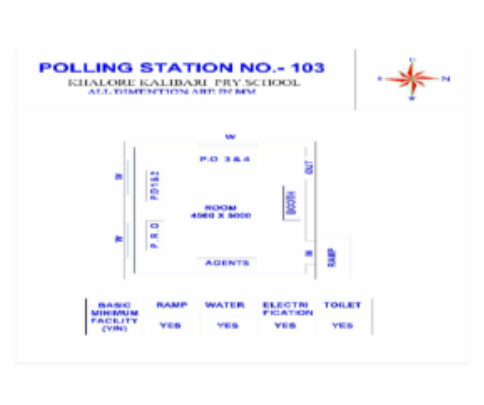 POLLING STATION NO.- 103
KHALORE KALIBARI PRY.SCHOOL
ALL DIMENTION ARE IN MM
N
W
P.O 3 & 4
OUT
W
P.O 1 & 2
BOOTH
ROOM
4560 X 5000
W
P. R. O
IN
RAMP
AGENTS
BASIC MINIMUM FACILITY (Y/N)
RAMP
WATER
ELECTRI FICATION
TOILET
YES
YES
YES
YES